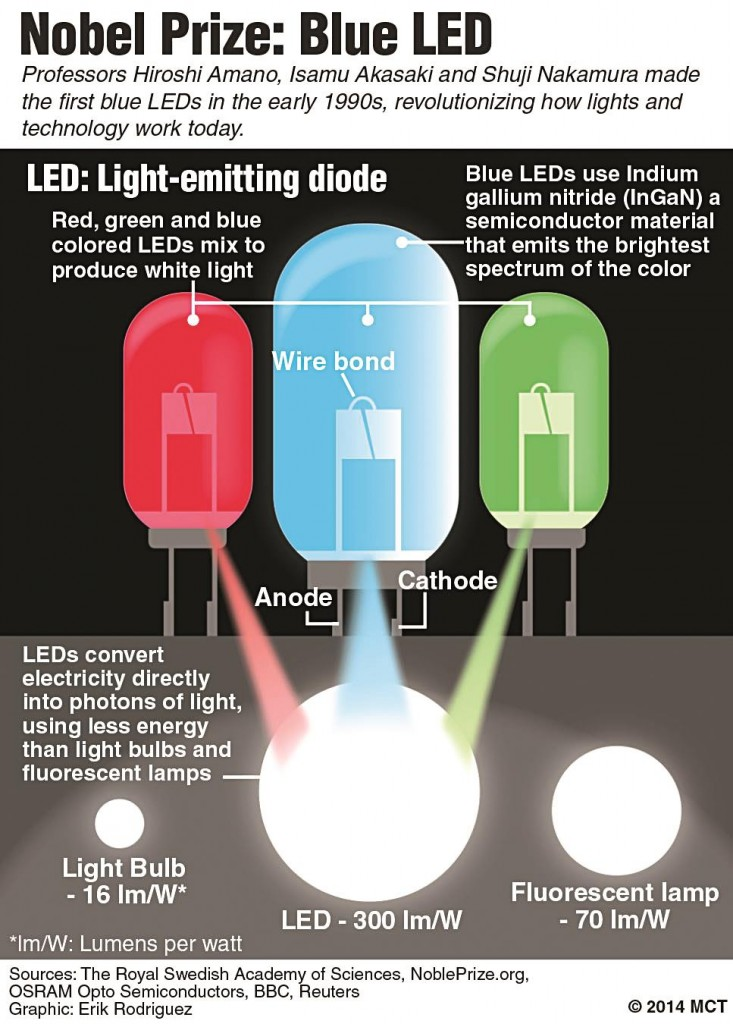 Nobel Prize: Blue LED
Professors Hiroshi Amano, Isamu Akasaki and Shuji Nakamura made
the first blue LEDs in the early 1990s, revolutionizing how lights and
technology work today.
LED: Light-emitting diode
Red, green and blue
colored LEDs mix to
produce white light
Blue LEDs use Indium
gallium nitride (InGaN) a
semiconductor material
that emits the brightest
spectrum of the color
Wire bond
Anode
Cathode
LEDs convert
electricity directly
into photons of light,
using less energy
than light bulbs and
fluorescent lamps
Light Bulb
- 16 lm/W*
LED - 300 lm/W
Fluorescent lamp
- 70 lm/W
*lm/W: Lumens per watt
Sources: The Royal Swedish Academy of Sciences, NoblePrize.org,
OSRAM Opto Semiconductors, BBC, Reuters
Graphic: Erik Rodriguez
© 2014 MCT